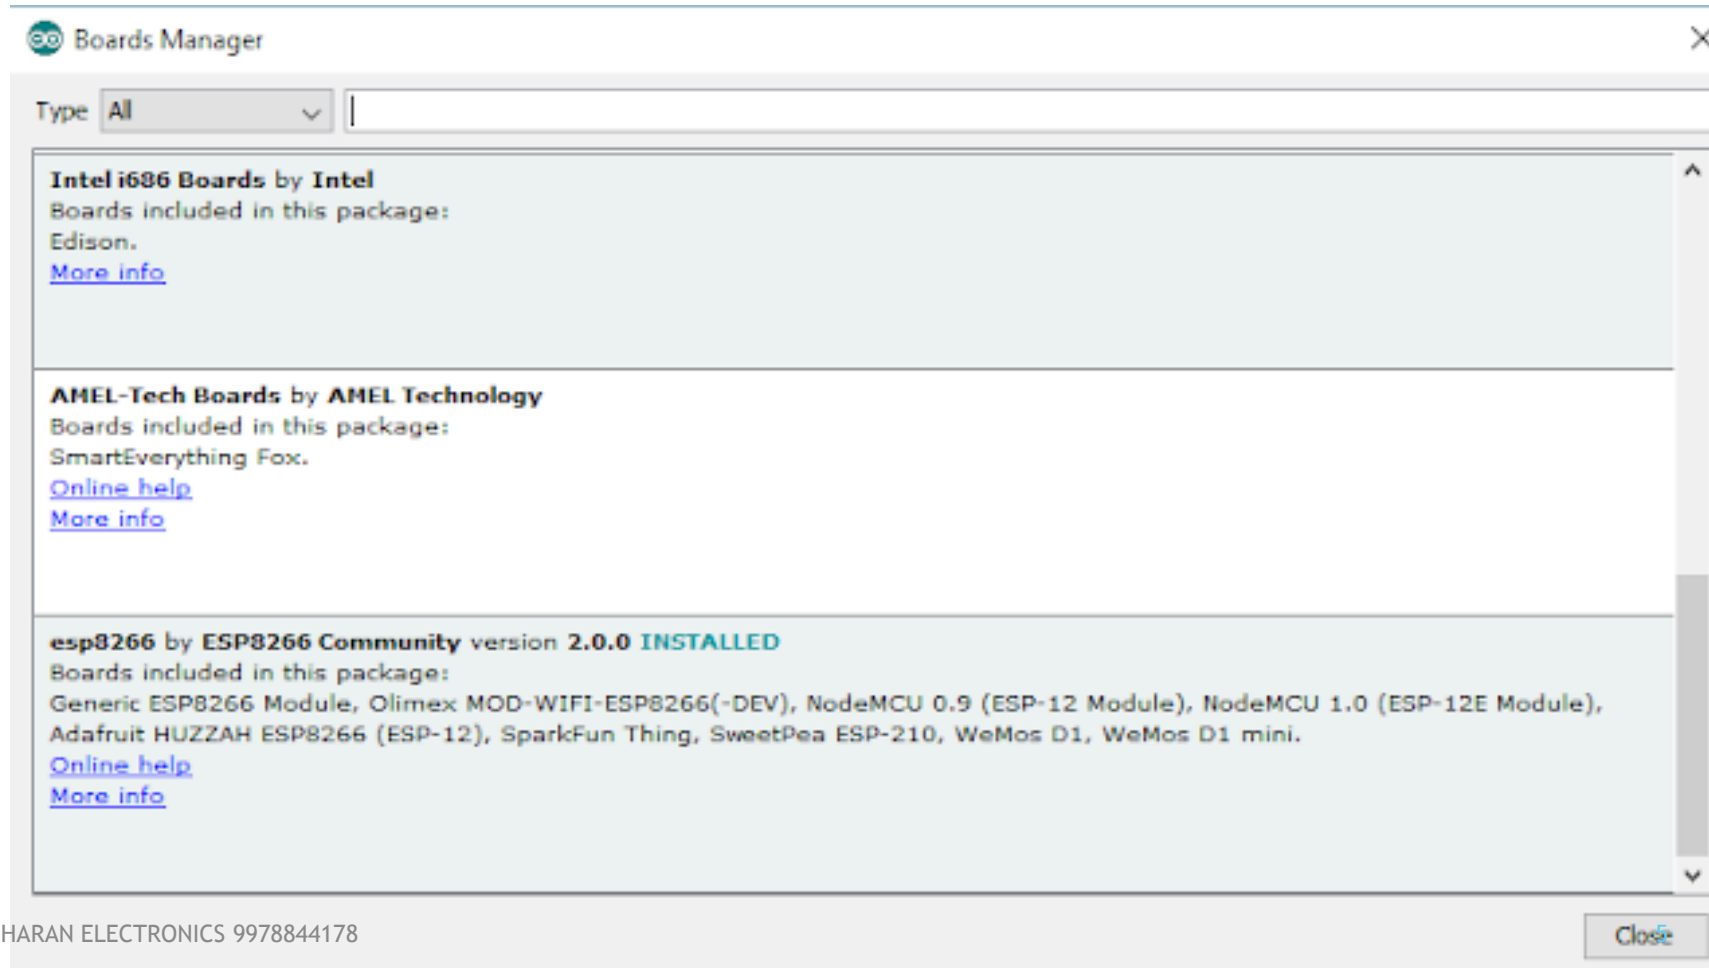 Boards Manager
Type All
Intel i686 Boards by Intel
Boards included in this package:
Edison.
More info
AMEL-Tech Boards by AMEL Technology
Boards included in this package:
SmartEverything Fox.
Online help
More info
esp8266 by ESP8266 Community version 2.0.0 INSTALLED
Boards included in this package:
Generic ESP8266 Module, Olimex MOD-WIFI-ESP8266(-DEV), NodeMCU 0.9 (ESP-12 Module), NodeMCU 1.0 (ESP-12E Module),
Adafruit HUZZAH ESP8266 (ESP-12), SparkFun Thing, SweetPea ESP-210, WeMos D1, WeMos D1 mini.
Online help
More info
HARAN ELECTRONICS 9978844178
Close